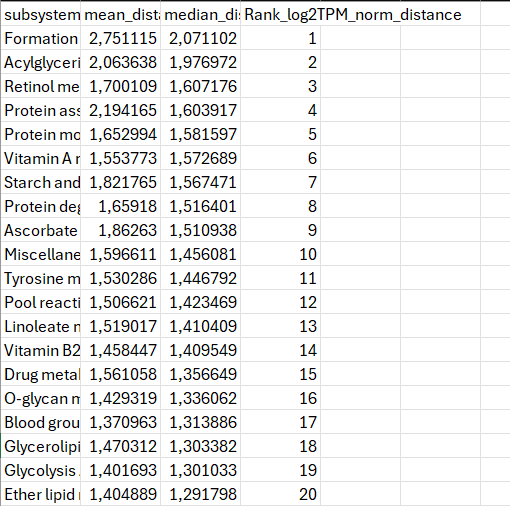 subsystem mean_dista median_dis Rank_log2TPM_norm_distance
Formation 2,751115 2,071102 1
Acylglyceri 2,063638 1,976972 2
Retinol me 1,700109 1,607176 3
Protein ass 2,194165 1,603917 4
Protein mo 1,652994 1,581597 5
Vitamin A r 1,553773 1,572689 6
Starch and 1,821765 1,567471 7
Protein deg 1,65918 1,516401 8
Ascorbate 1,86263 1,510938 9
Miscellane 1,596611 1,456081 10
Tyrosine m 1,530286 1,446792 11
Pool reacti 1,506621 1,423469 12
Linoleate n 1,519017 1,410409 13
Vitamin B2 1,458447 1,409549 14
Drug metal 1,561058 1,356649 15
O-glycan m 1,429319 1,336062 16
Blood grou 1,370963 1,313886 17
Glycerolipi 1,470312 1,303382 18
Glycolysis 1,401693 1,301033 19
Ether lipid 1,404889 1,291798 20